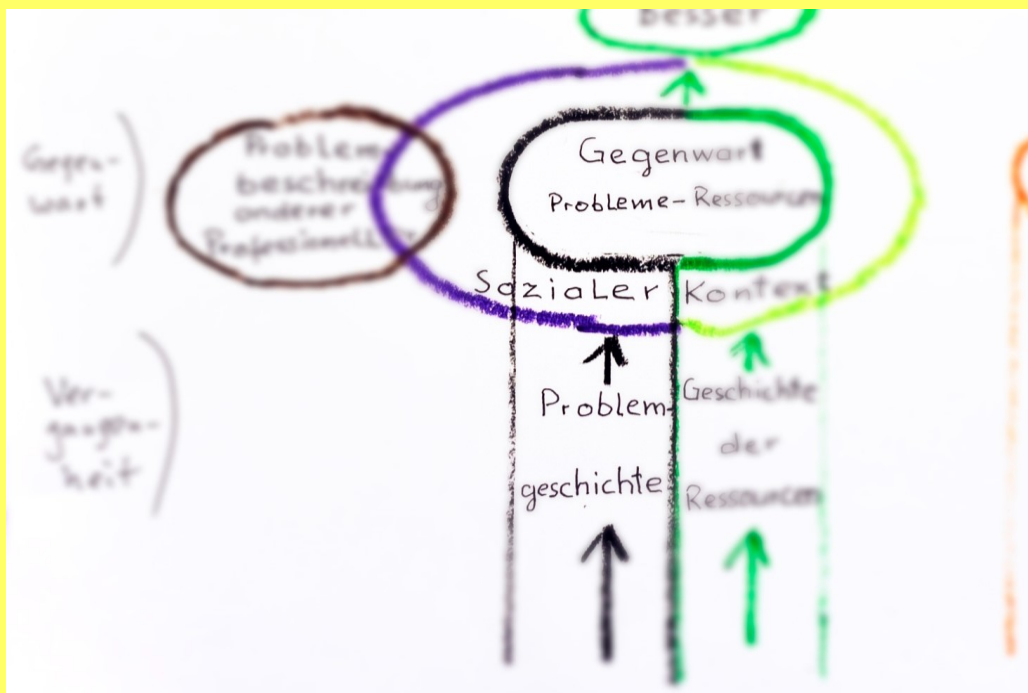 besser
Gegen-
wart
Problem-
beschreibung
anderer
Professioneller
Gegenwart
Probleme-Ressourcen
Sozialer Kontext
Ver-
gangen-
heit
Problem-
geschichte
Geschichte
der
Ressourcen